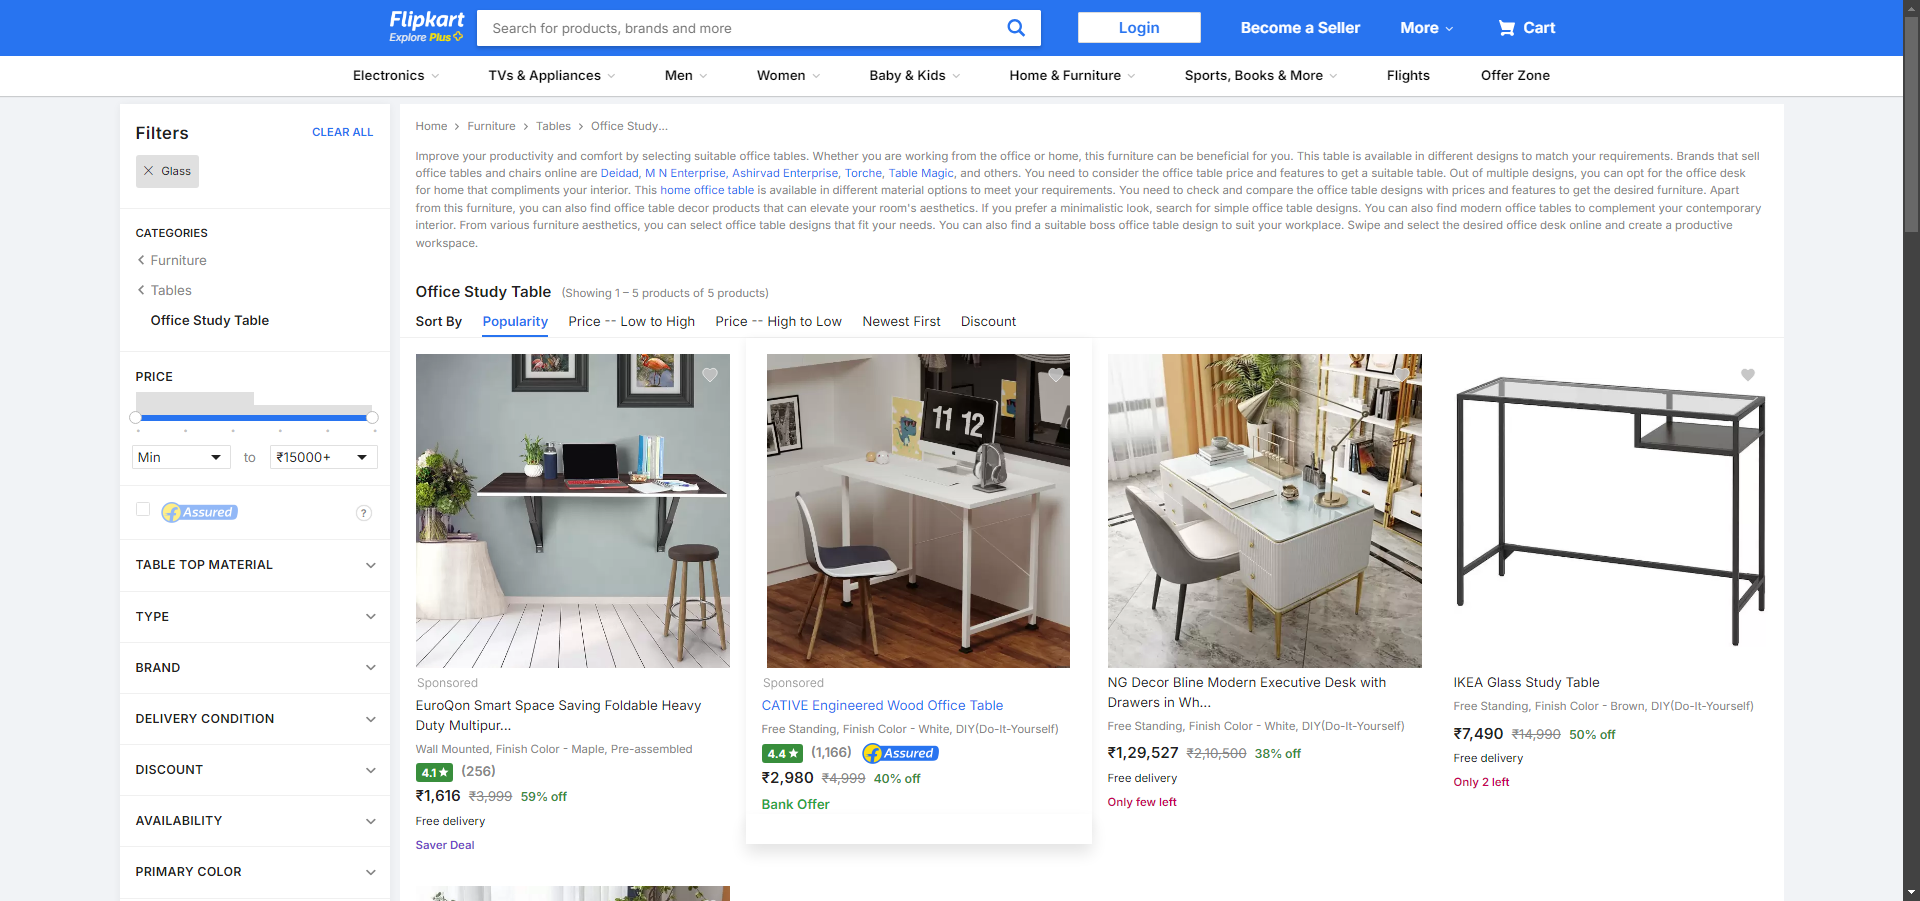 Flipkart
Explore Plus
Search for products, brands and more
Login
Become a Seller
More
Cart
Electronics
TVs & Appliances
Men
Women
Baby & Kids
Home & Furniture
Sports, Books & More
Flights
Offer Zone
Filters
CLEAR ALL
Glass
CATEGORIES
Furniture
Tables
Office Study Table
PRICE
Min
to
₹15000+
Assured
?
TABLE TOP MATERIAL
TYPE
BRAND
DELIVERY CONDITION
DISCOUNT
AVAILABILITY
PRIMARY COLOR
Home
Furniture
Tables
Office Study...
Improve your productivity and comfort by selecting suitable office tables. Whether you are working from the office or home, this furniture can be beneficial for you. This table is available in different designs to match your requirements. Brands that sell
office tables and chairs online are Deidad, M N Enterprise, Ashirvad Enterprise, Torche, Table Magic, and others. You need to consider the office table price and features to get a suitable table. Out of multiple designs, you can opt for the office desk
for home that compliments your interior. This home office table is available in different material options to meet your requirements. You need to check and compare the office table designs with prices and features to get the desired furniture. Apart
from this furniture, you can also find office table decor products that can elevate your room's aesthetics. If you prefer a minimalistic look, search for simple office table designs. You can also find modern office tables to complement your contemporary
interior. From various furniture aesthetics, you can select office table designs that fit your needs. You can also find a suitable boss office table design to suit your workplace. Swipe and select the desired office desk online and create a productive
workspace.
Office Study Table (Showing 1 – 5 products of 5 products)
Sort By
Popularity
Price -- Low to High
Price -- High to Low
Newest First
Discount
Sponsored
EuroQon Smart Space Saving Foldable Heavy
Duty Multipur...
Wall Mounted, Finish Color - Maple, Pre-assembled
4.1 (256)
₹1,616 ₹3,999 59% off
Free delivery
Saver Deal
11 12
Sponsored
CATIVE Engineered Wood Office Table
Free Standing, Finish Color - White, DIY(Do-It-Yourself)
4.4 (1,166) Assured
₹2,980 ₹4,999 40% off
Bank Offer
NG Decor Bline Modern Executive Desk with
Drawers in Wh...
Free Standing, Finish Color - White, DIY(Do-It-Yourself)
₹1,29,527 ₹2,10,500 38% off
Free delivery
Only few left
IKEA Glass Study Table
Free Standing, Finish Color - Brown, DIY(Do-It-Yourself)
₹7,490 ₹14,990 50% off
Free delivery
Only 2 left